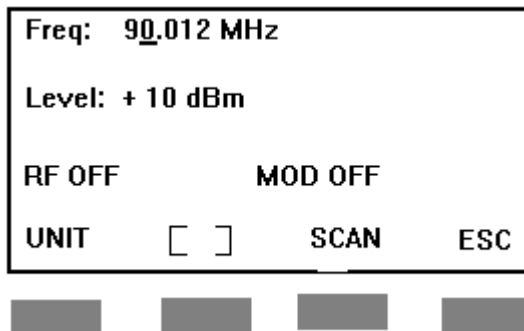 Freq: 90.012 MHz
Level: + 10 dBm
RF OFF MOD OFF
UNIT [ ] SCAN ESC